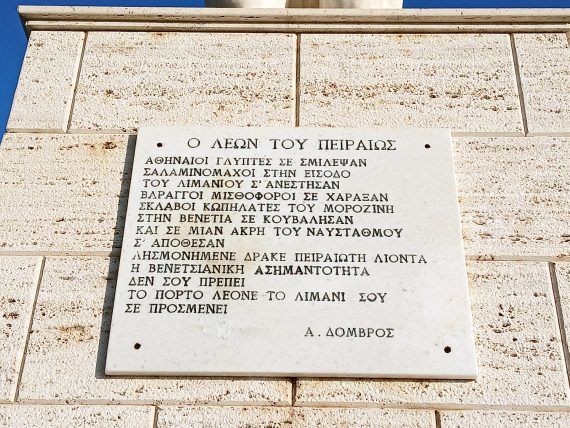 Ο ΛΕΩΝ ΤΟΥ ΠΕΙΡΑΙΩΣ
ΑΘΗΝΑΙΟΙ ΓΛΥΠΤΕΣ ΣΕ ΣΜΙΛΕΨΑΝ
ΣΑΛΑΜΙΝΟΜΑΧΟΙ ΣΤΗΝ ΕΙΣΟΔΟ
ΤΟΥ ΛΙΜΑΝΙΟΥ Σ' ΑΝΕΣΤΗΣΑΝ
ΒΑΡΑΓΓΟΙ ΜΙΣΘΟΦΟΡΟΙ ΣΕ ΧΑΡΑΞΑΝ
ΣΚΛΑΒΟΙ ΚΩΠΗΛΑΤΕΣ ΤΟΥ ΜΟΡΟΖΙΝΗ
ΣΤΗΝ ΒΕΝΕΤΙΑ ΣΕ ΚΟΥΒΑΛΗΣΑΝ
ΚΑΙ ΣΕ ΜΙΑΝ ΑΚΡΗ ΤΟΥ ΝΑΥΣΤΑΘΜΟΥ
Σ' ΑΠΟΘΕΣΑΝ
ΛΗΣΜΟΝΗΜΕΝΕ ΔΡΑΚΕ ΠΕΙΡΑΙΩΤΗ ΛΙΟΝΤΑ
Η ΒΕΝΕΤΣΙΑΝΙΚΗ ΑΣΗΜΑΝΤΟΤΗΤΑ
ΔΕΝ ΣΟΥ ΠΡΕΠΕΙ
ΤΟ ΠΟΡΤΟ ΛΕΟΝΕ ΤΟ ΛΙΜΑΝΙ ΣΟΥ
ΣΕ ΠΡΟΣΜΕΝΕΙ
Α. ΔΟΜΒΡΟΣ